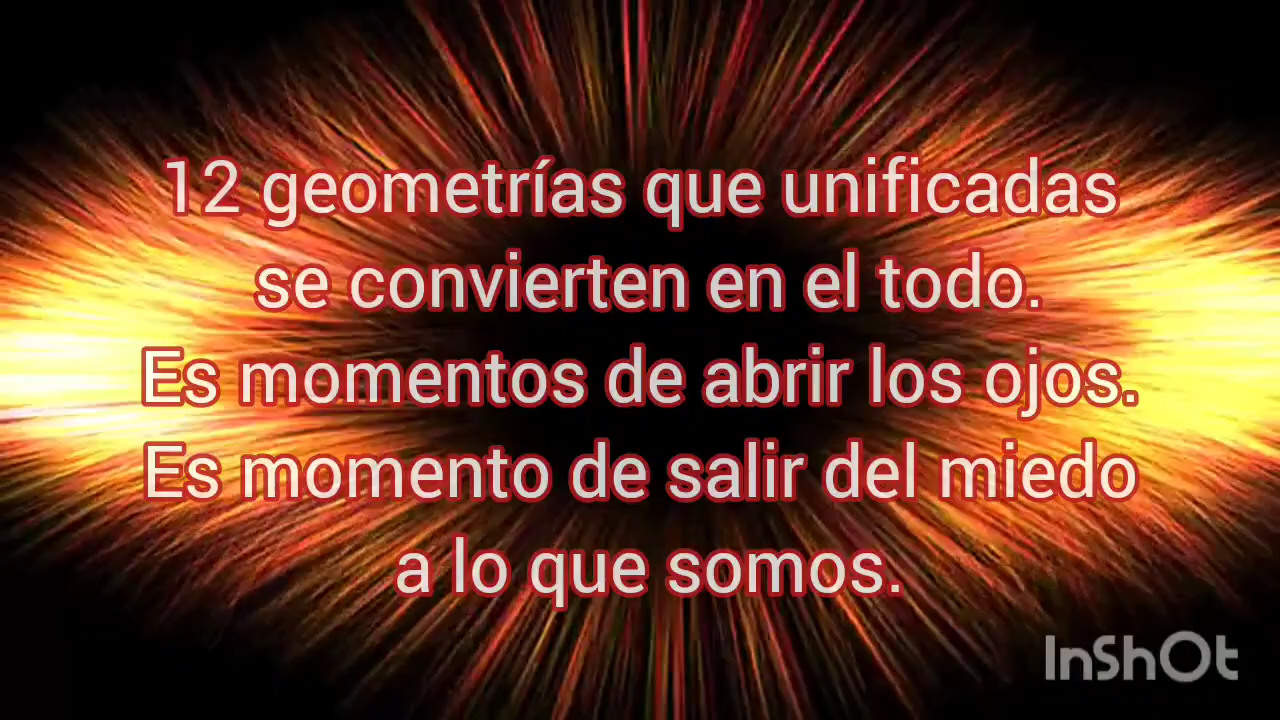 12 geometrías que unificadas
se convierten en el todo.
Es momentos de abrir los ojos.
Es momento de salir del miedo
a lo que somos.
InShOt